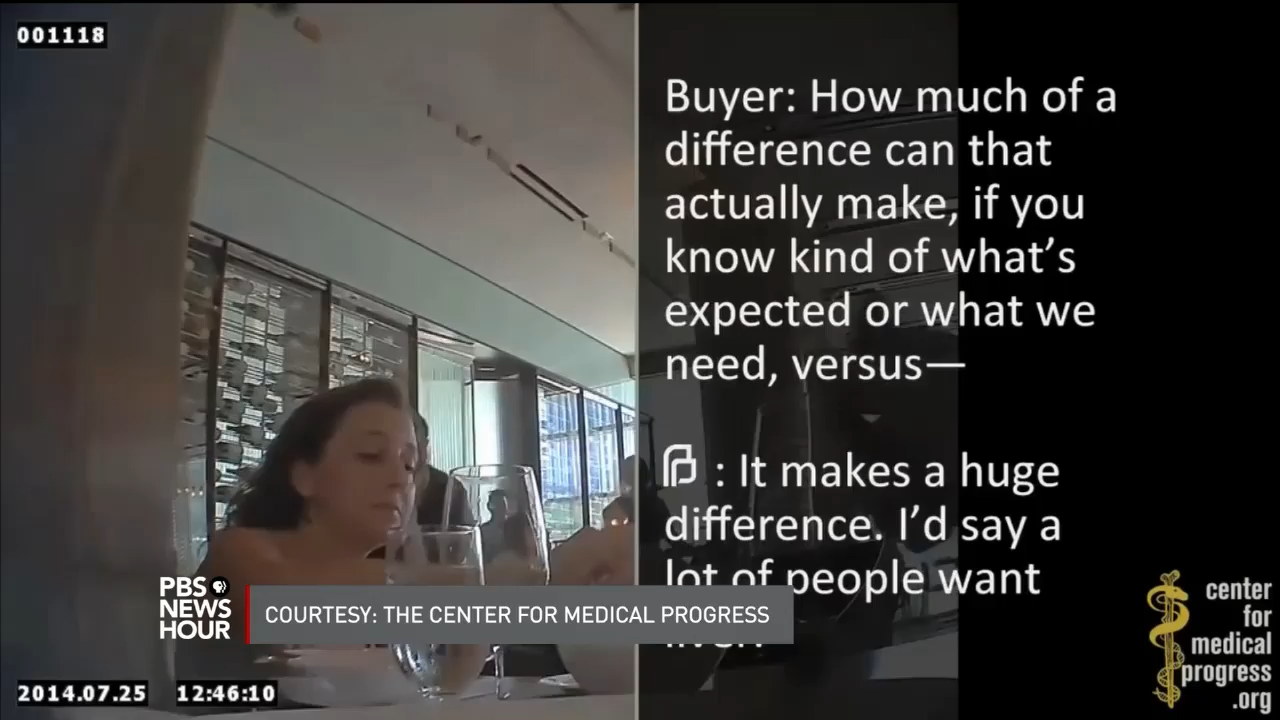 001118
Buyer: How much of a
difference can that
actually make, if you
know kind of what's
expected or what we
need, versus—
: It makes a huge
difference. I'd say a
lot of people want
PBS
NEWS
HOUR
COURTESY: THE CENTER FOR MEDICAL PROGRESS
2014.07.25 12:46:10
center
for
medical
progress
.org